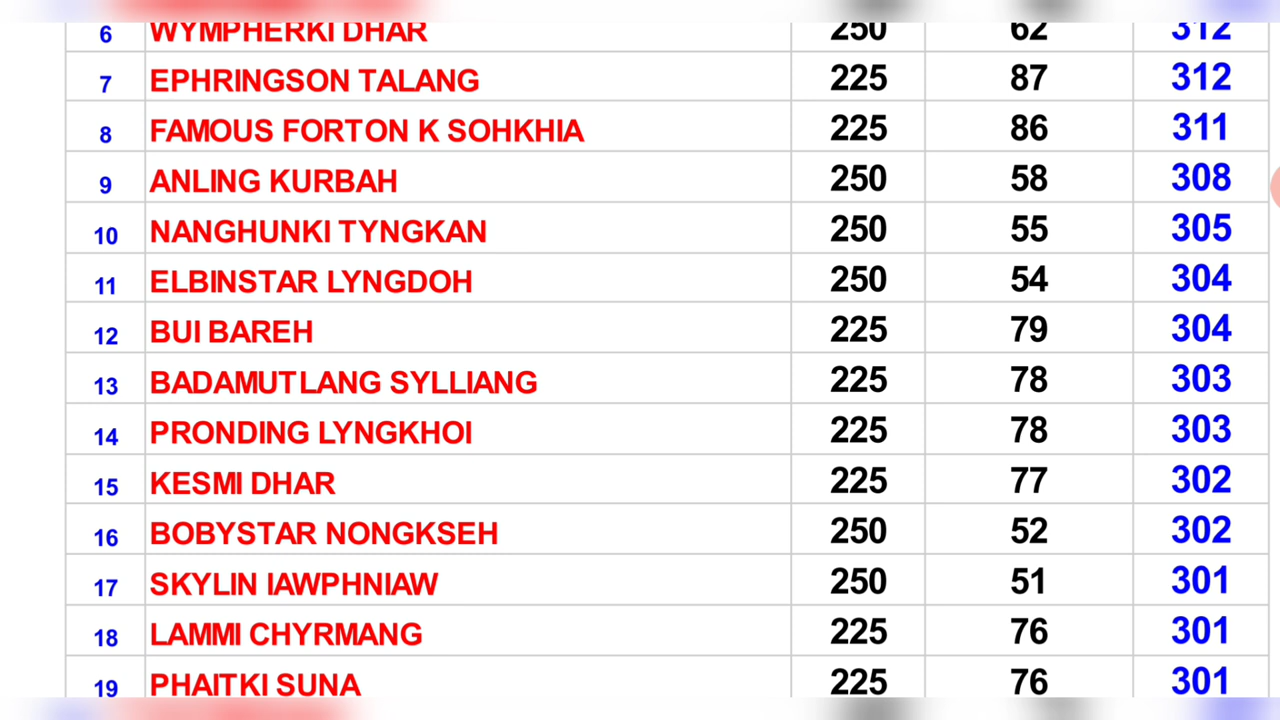 6 WYMPHERKI DHAR 250 62 312
7 EPHRINGSON TALANG 225 87 312
8 FAMOUS FORTON K SOHKHIA 225 86 311
9 ANLING KURBAH 250 58 308
10 NANGHUNKI TYNGKAN 250 55 305
11 ELBINSTAR LYNGDOH 250 54 304
12 BUI BAREH 225 79 304
13 BADAMUTLANG SYLLIANG 225 78 303
14 PRONDING LYNGKHOI 225 78 303
15 KESMI DHAR 225 77 302
16 BOBYSTAR NONGKSEH 250 52 302
17 SKYLIN IAWPHNIAW 250 51 301
18 LAMMI CHYRMANG 225 76 301
19 PHAITKI SUNA 225 76 301